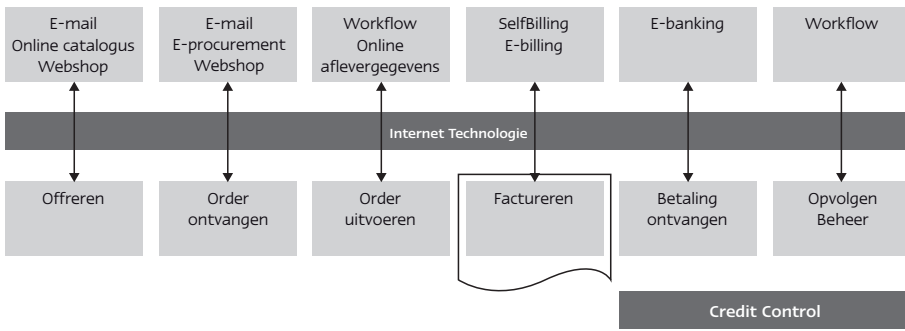 E-mail
Online catalogus
Webshop
E-mail
E-procurement
Webshop
Workflow
Online
aflevergegevens
SelfBilling
E-billing
E-banking
Workflow
Internet Technologie
Offreren
Order
ontvangen
Order
uitvoeren
Factureren
Betaling
ontvangen
Opvolgen
Beheer
Credit Control